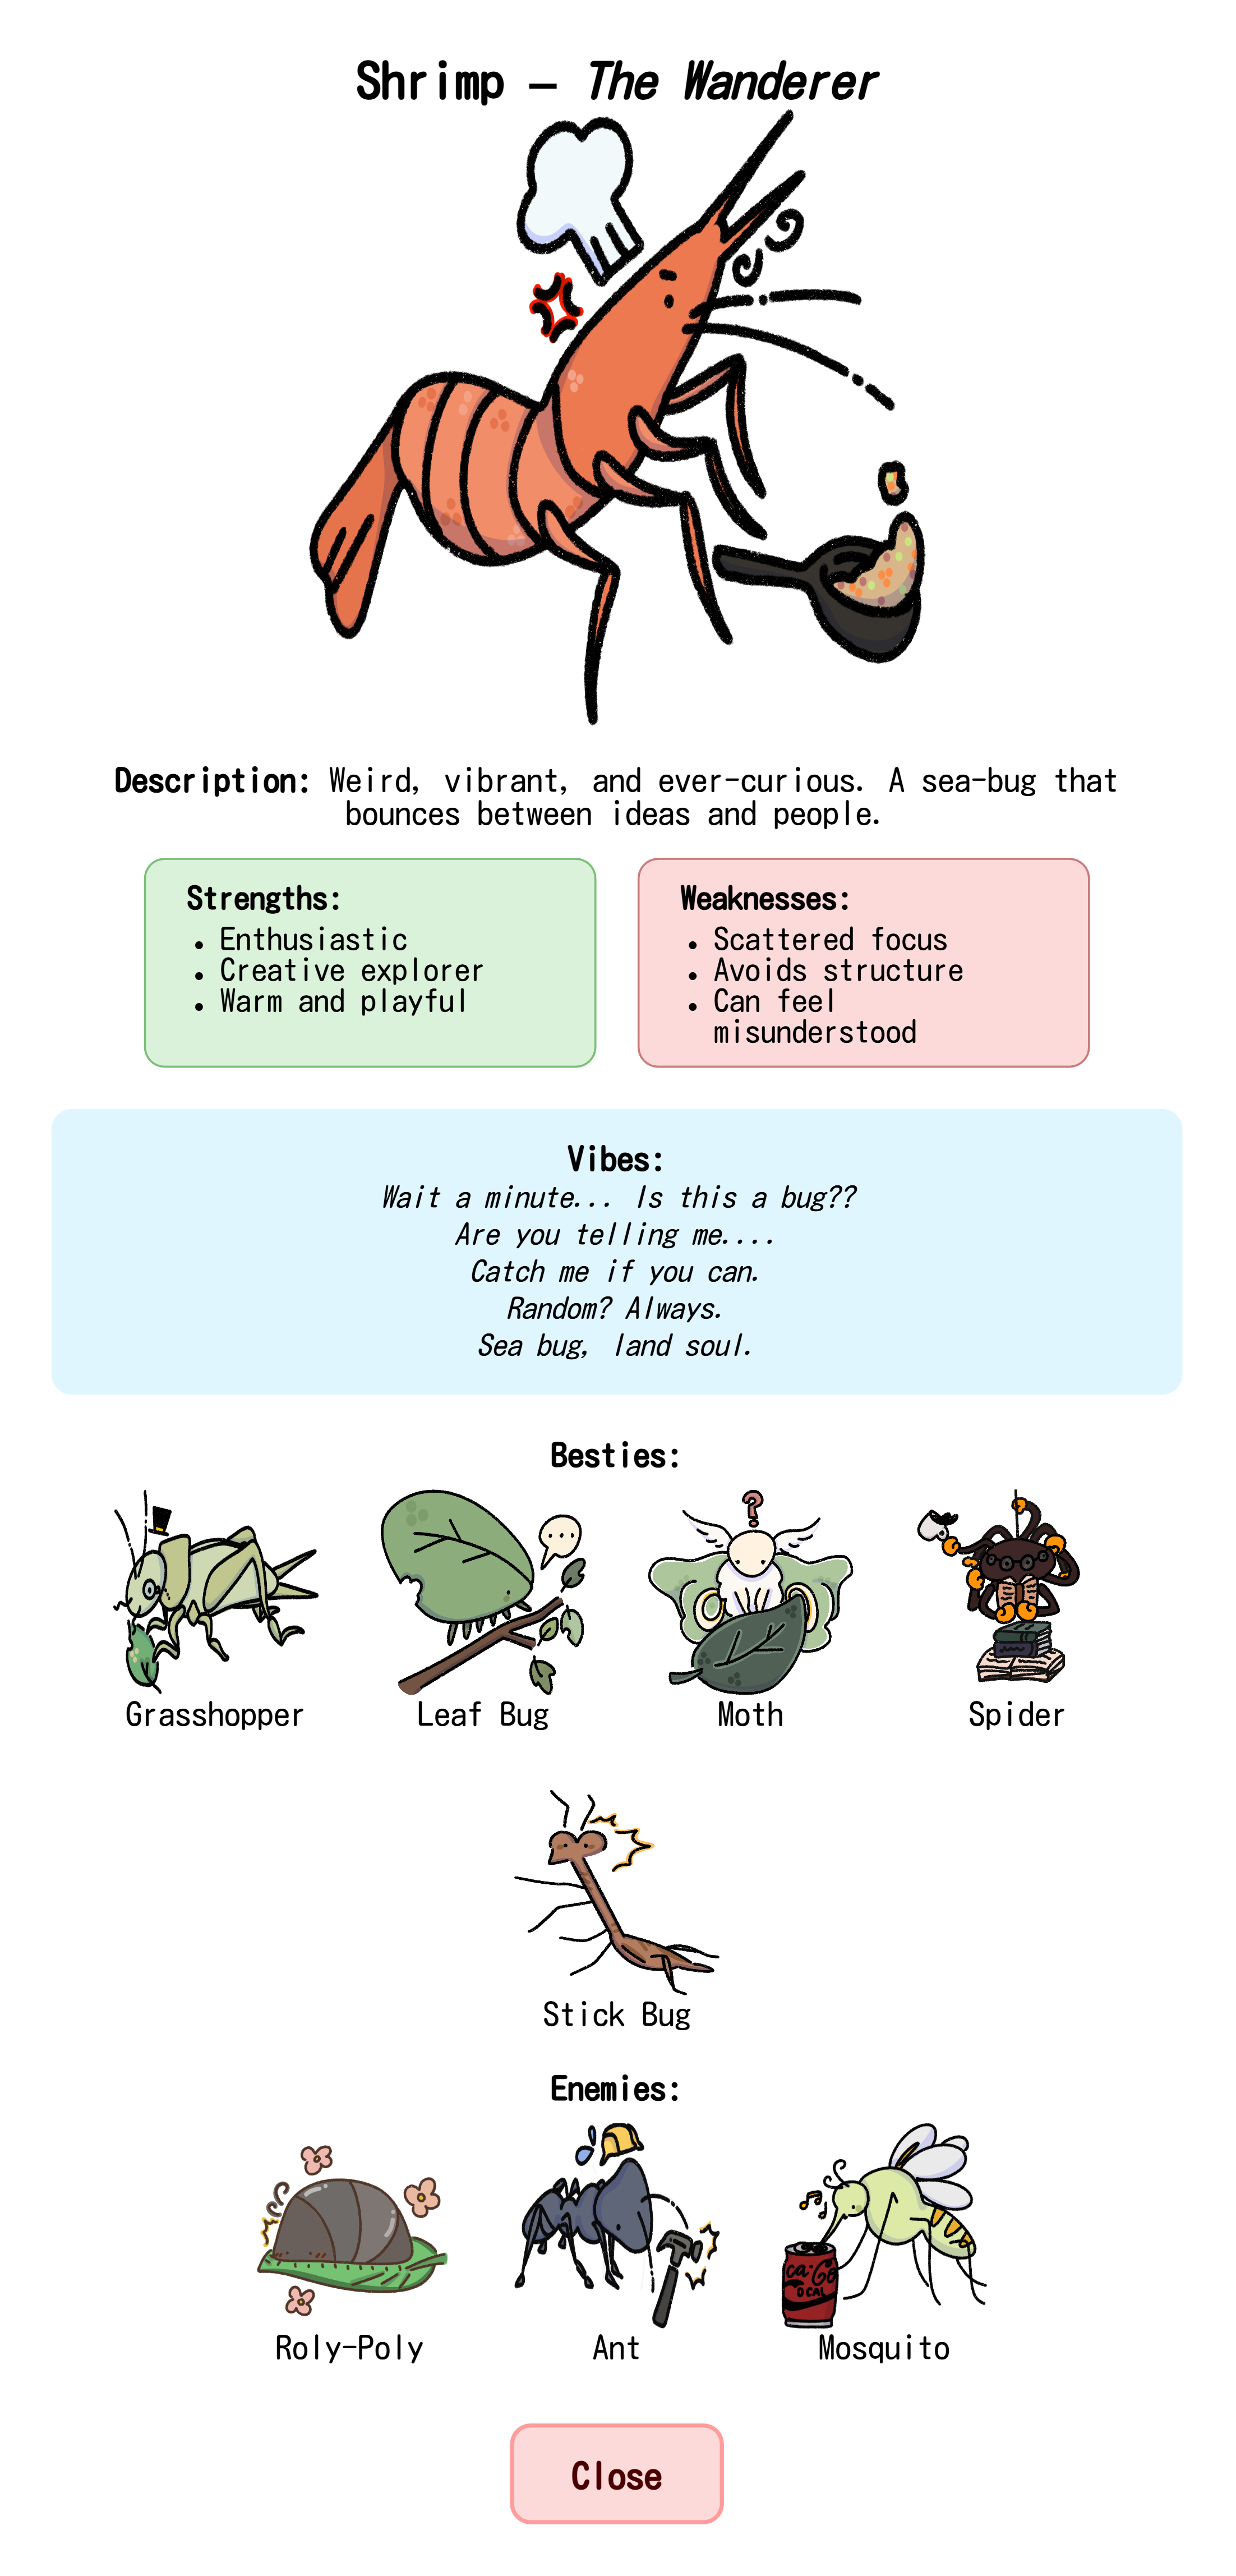 Shrimp – The Wanderer
Description: Weird, vibrant, and ever-curious. A sea-bug that
bounces between ideas and people.
Strengths:
• Enthusiastic
• Creative explorer
• Warm and playful
Weaknesses:
• Scattered focus
• Avoids structure
• Can feel
misunderstood
Vibes:
Wait a minute... Is this a bug??
Are you telling me....
Catch me if you can.
Random? Always.
Sea bug, land soul.
Besties:
?
...
Grasshopper
Leaf Bug
Moth
Spider
Stick Bug
Enemies:
Roly-Poly
Ant
Mosquito
Close